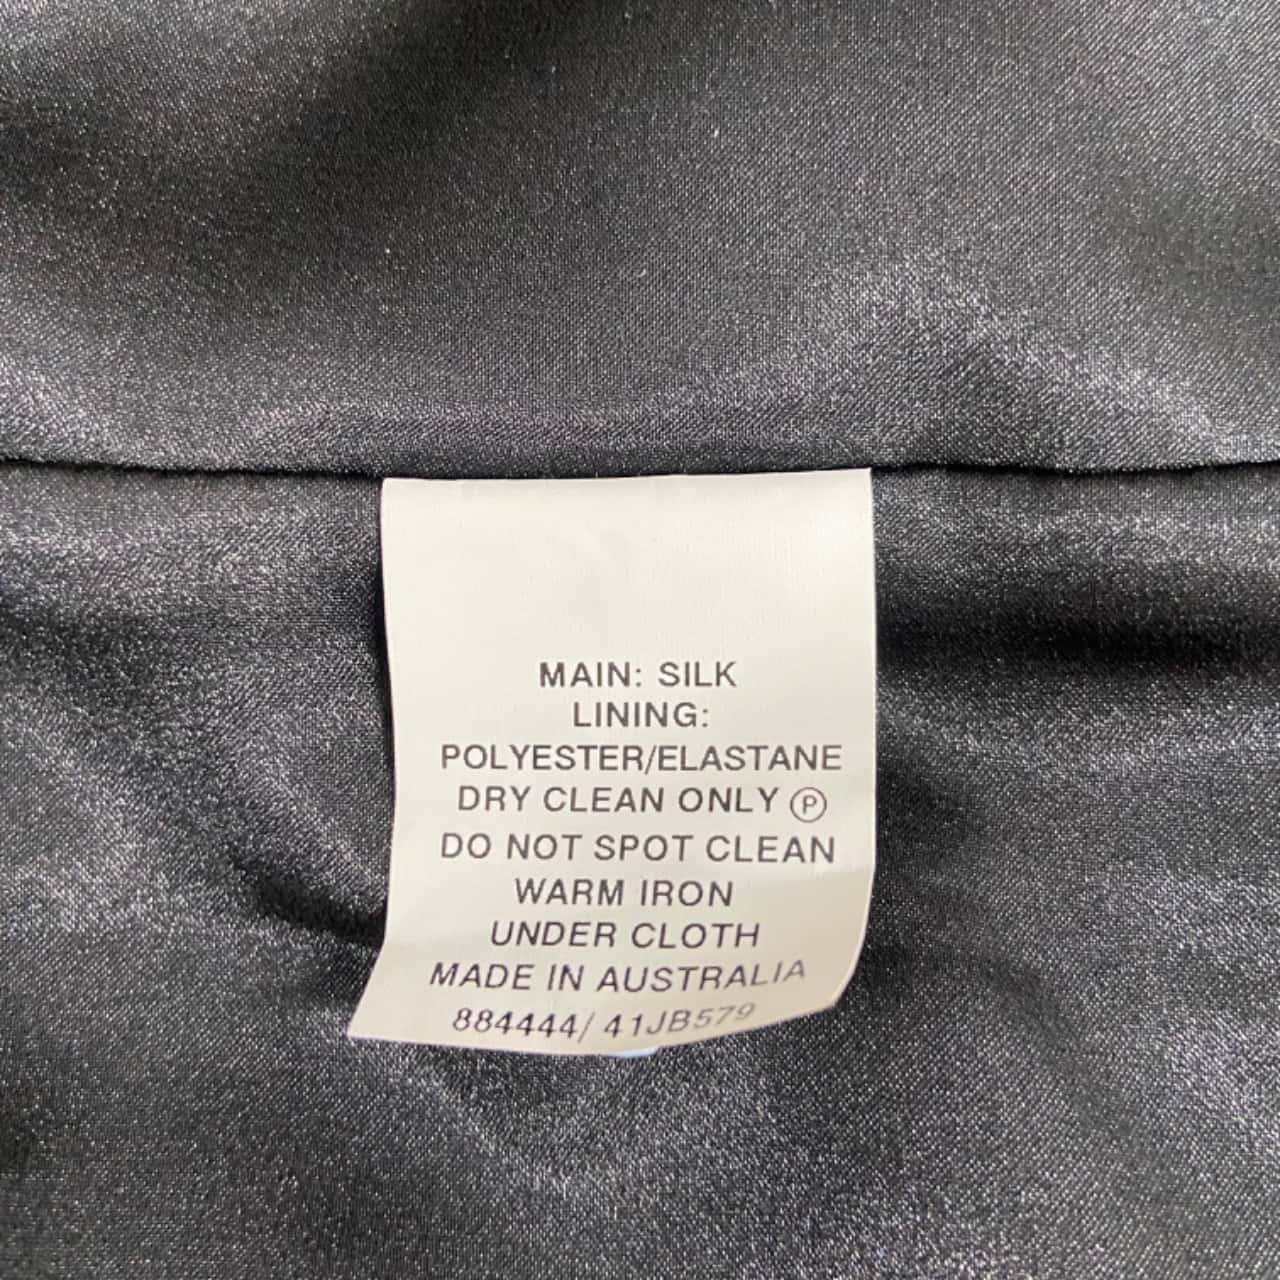 MAIN: SILK
LINING:
POLYESTER/ELASTANE
DRY CLEAN ONLY Ⓟ
DO NOT SPOT CLEAN
WARM IRON
UNDER CLOTH
MADE IN AUSTRALIA
884444/ 41JB579